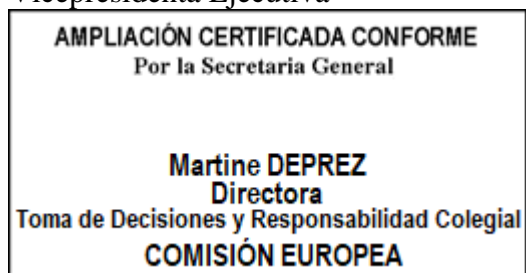 Vicepresidenta Ejecutiva
AMPLIACIÓN CERTIFICADA CONFORME
Por la Secretaria General
Martine DEPREZ
Directora
Toma de Decisiones y Responsabilidad Colegial
COMISIÓN EUROPEA